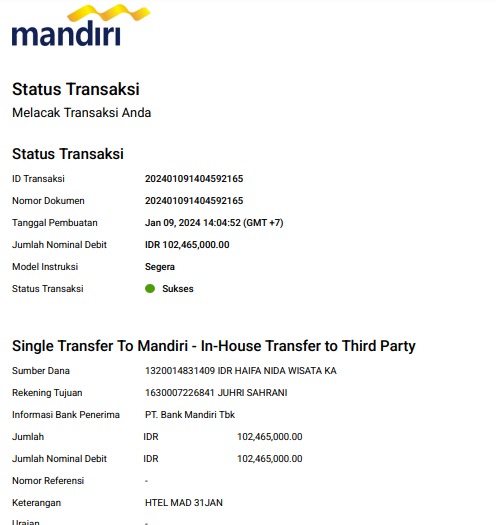 mandiri
Status Transaksi
Melacak Transaksi Anda
Status Transaksi
ID Transaksi 202401091404592165
Nomor Dokumen 202401091404592165
Tanggal Pembuatan Jan 09, 2024 14:04:52 (GMT +7)
Jumlah Nominal Debit IDR 102,465,000.00
Model Instruksi Segera
Status Transaksi Sukses
Single Transfer To Mandiri - In-House Transfer to Third Party
Sumber Dana 1320014831409 IDR HAIFA NIDA WISATA KA
Rekening Tujuan 1630007226841 JUHRI SAHRANI
Informasi Bank Penerima PT. Bank Mandiri Tbk
Jumlah IDR 102,465,000.00
Jumlah Nominal Debit IDR 102,465,000.00
Nomor Referensi -
Keterangan HTEL MAD 31JAN
Uraian -